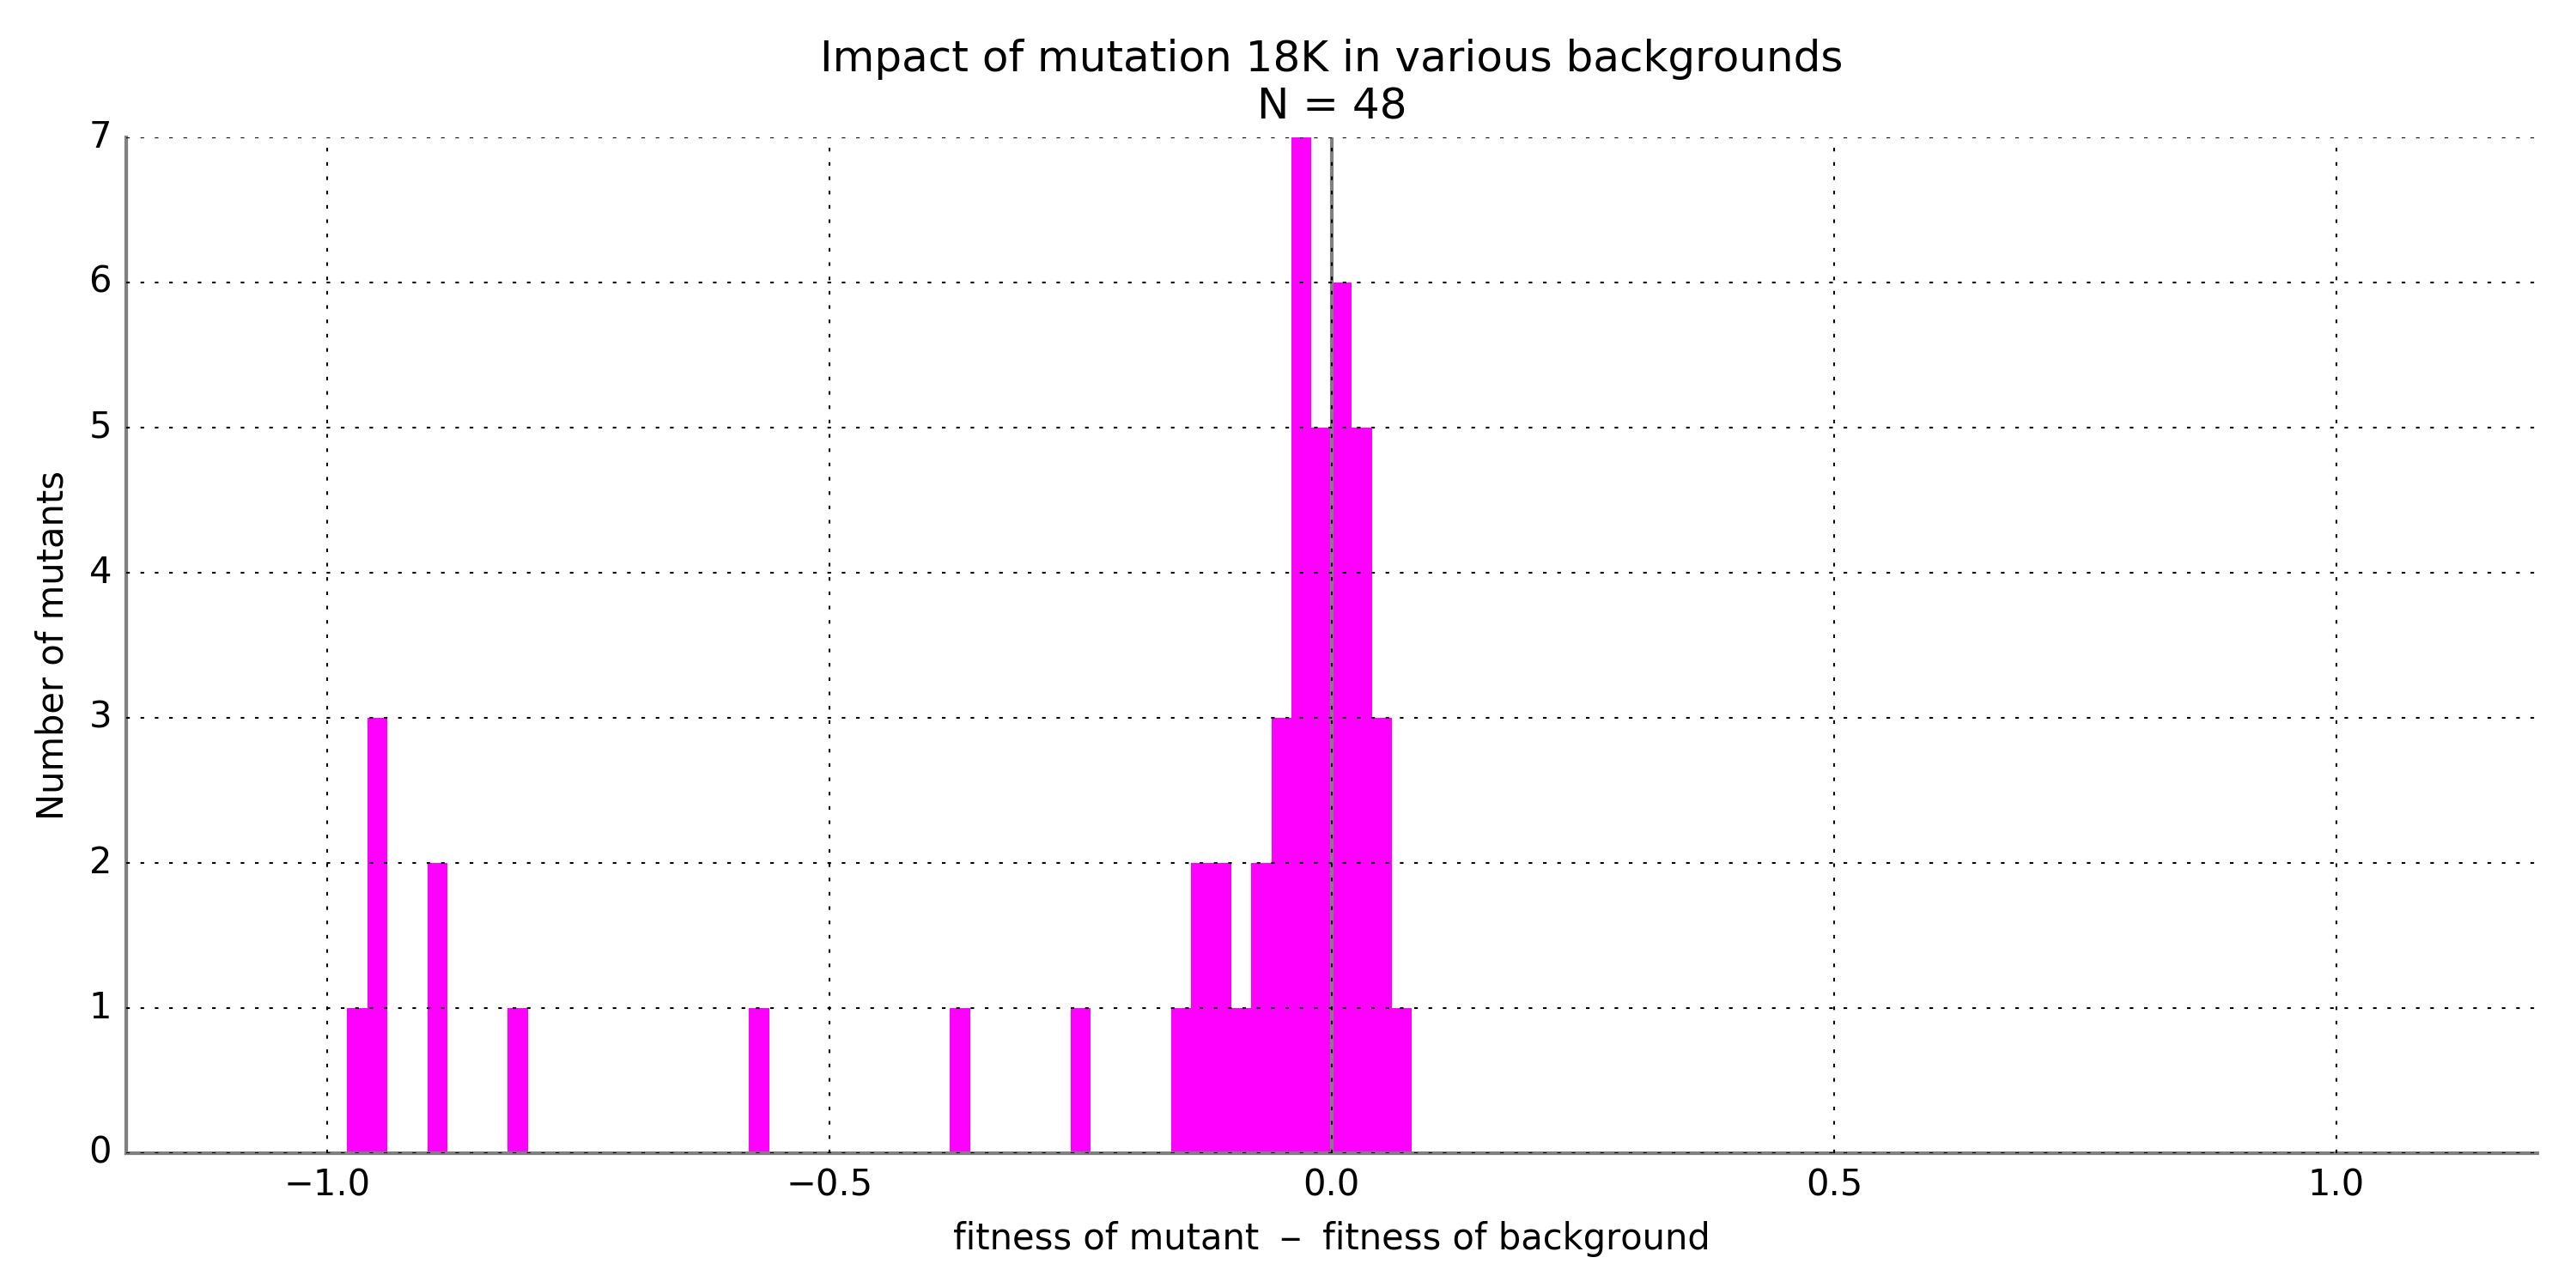 Impact of mutation 18K in various backgrounds
N = 48
7
6
5
4
3
2
1
0
Number of mutants
−1.0 −0.5 0.0 0.5 1.0
fitness of mutant – fitness of background